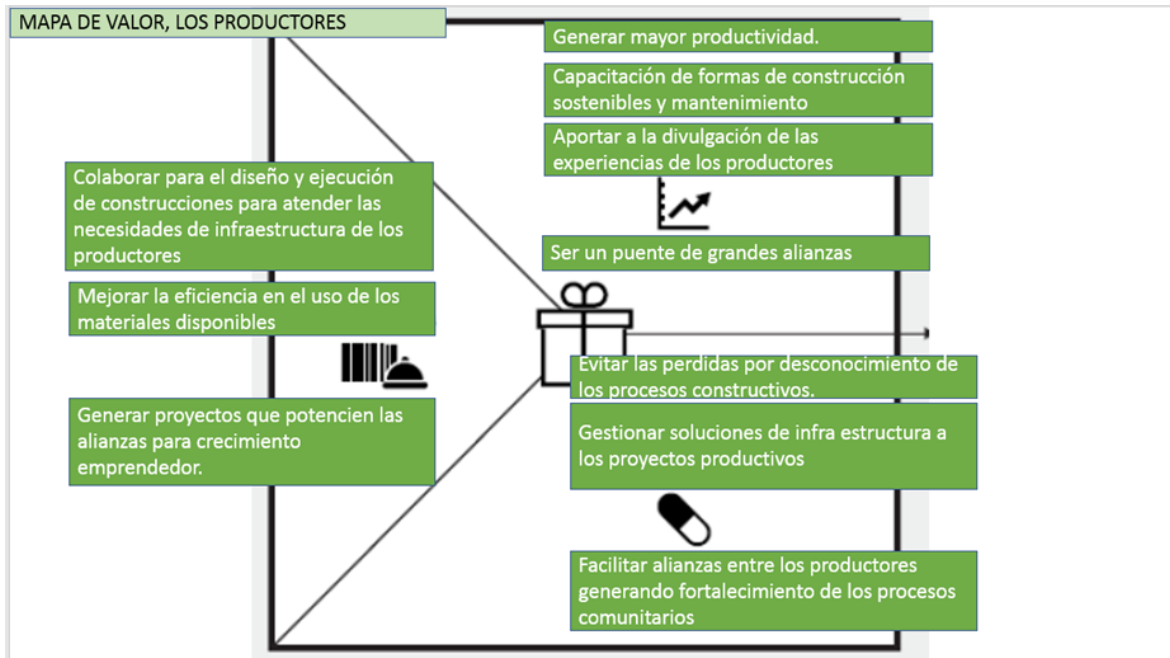 MAPA DE VALOR, LOS PRODUCTORES
Generar mayor productividad.
Capacitación de formas de construcción
sostenibles y mantenimiento
Aportar a la divulgación de las
experiencias de los productores
Ser un puente de grandes alianzas
Colaborar para el diseño y ejecución
de construcciones para atender las
necesidades de infraestructura de los
productores
Mejorar la eficiencia en el uso de los
materiales disponibles
Generar proyectos que potencien las
alianzas para crecimiento
emprendedor.
Evitar las perdidas por desconocimiento de
los procesos constructivos.
Gestionar soluciones de infra estructura a
los proyectos productivos
Facilitar alianzas entre los productores
generando fortalecimiento de los procesos
comunitarios